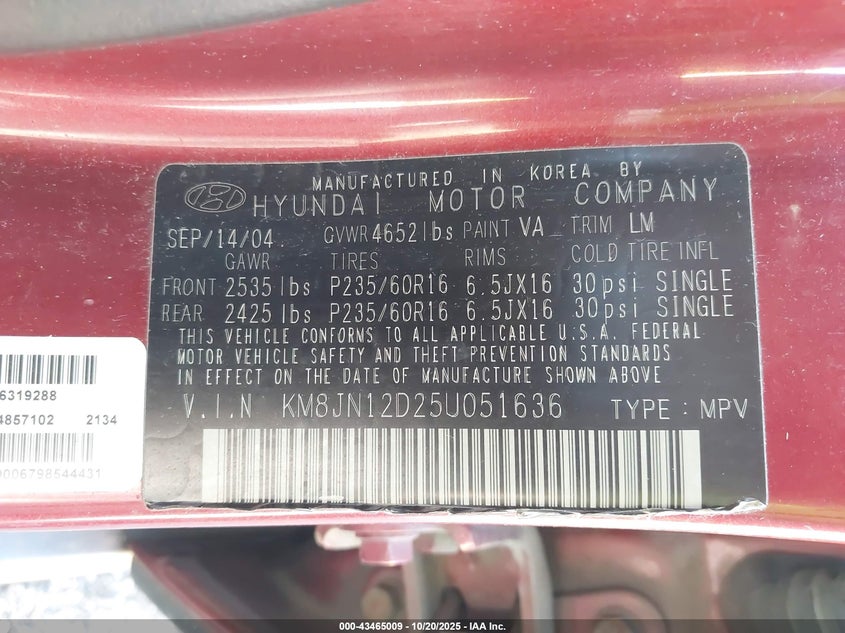 MANUFACTURED IN KOREA BY
HYUNDAI MOTOR COMPANY
SEP/14/04 GVWR 4652 lbs PAINT VA TRIM LM
GAWR TIRES RIMS COLD TIRE INFL
FRONT 2535 lbs P235/60R16 6.5JX16 30psi SINGLE
REAR 2425 lbs P235/60R16 6.5JX16 30psi SINGLE
THIS VEHICLE CONFORMS TO ALL APPLICABLE U.S.A. FEDERAL
MOTOR VEHICLE SAFETY AND THEFT PREVENTION STANDARDS
IN EFFECT ON THE DATE OF MANUFACTURE SHOWN ABOVE
V.I.N KM8JN12D25U051636 TYPE : MPV
6319288
4857102 2134
0006798544431
000-43465009 - 10/20/2025 - IAA Inc.